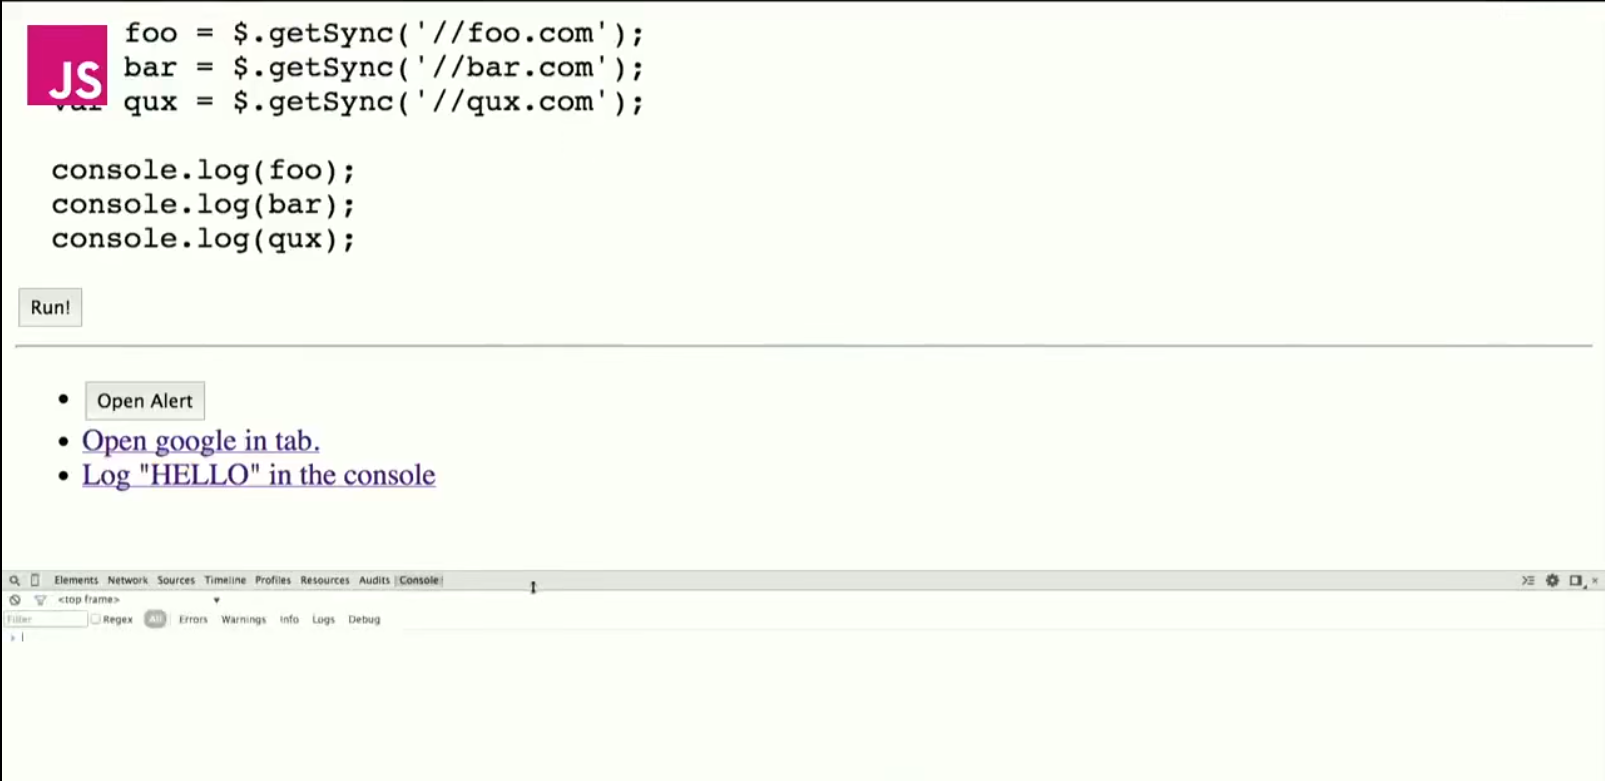 foo = $.getSync('//foo.com');
JS
bar = $.getSync('//bar.com');
var qux = $.getSync('//qux.com');
console.log(foo);
console.log(bar);
console.log(qux);
Run!
Open Alert
Open google in tab.
Log "HELLO" in the console
Elements Network Sources Timeline Profiles Resources Audits Console
<top frame>
Filter Regex All Errors Warnings Info Logs Debug